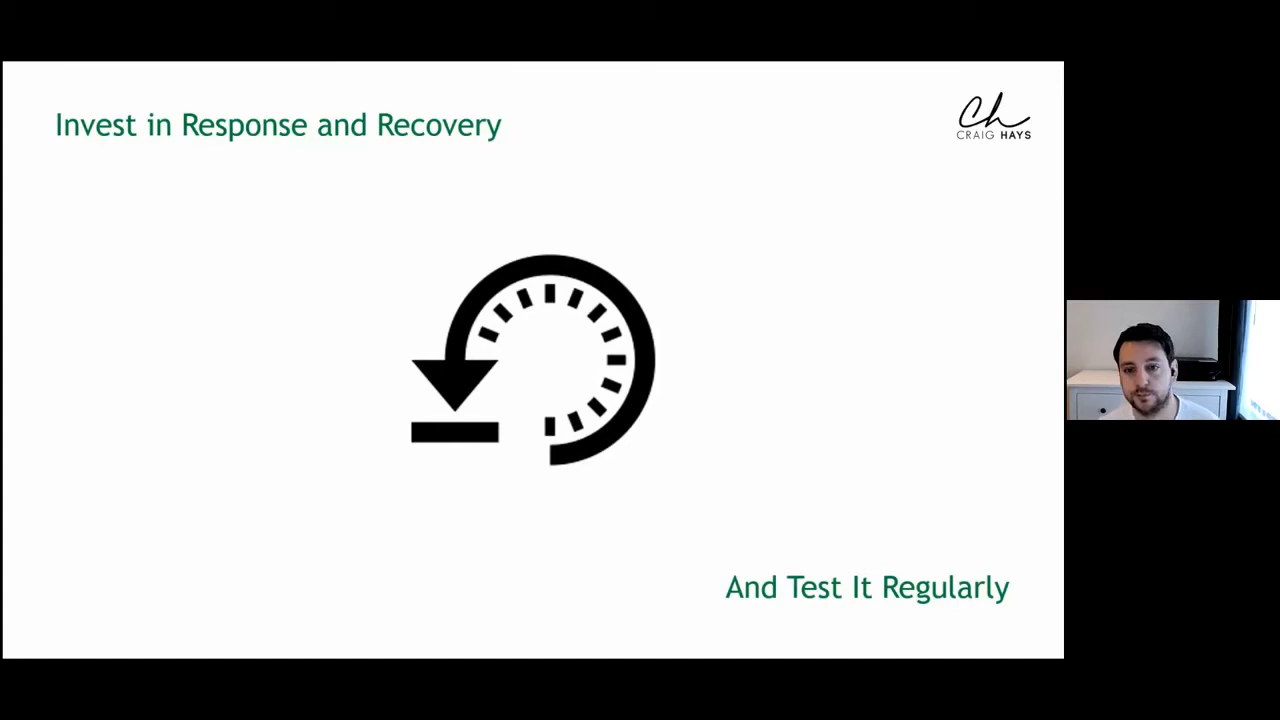 Invest in Response and Recovery
Ch
CRAIG HAYS
And Test It Regularly